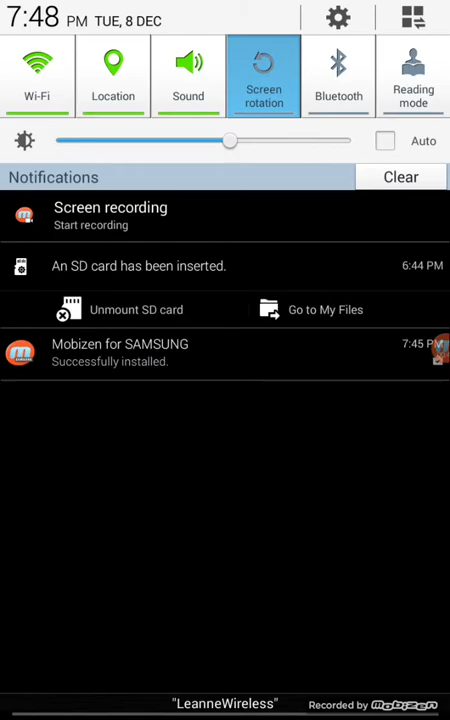 7:48 PM TUE, 8 DEC
Wi-Fi
Location
Sound
Screen rotation
Bluetooth
Reading mode
Auto
Notifications
Clear
Screen recording
Start recording
An SD card has been inserted.
6:44 PM
Unmount SD card
Go to My Files
Mobizen for SAMSUNG
7:45 PM
Successfully installed.
"LeanneWireless"
Recorded by mobizen